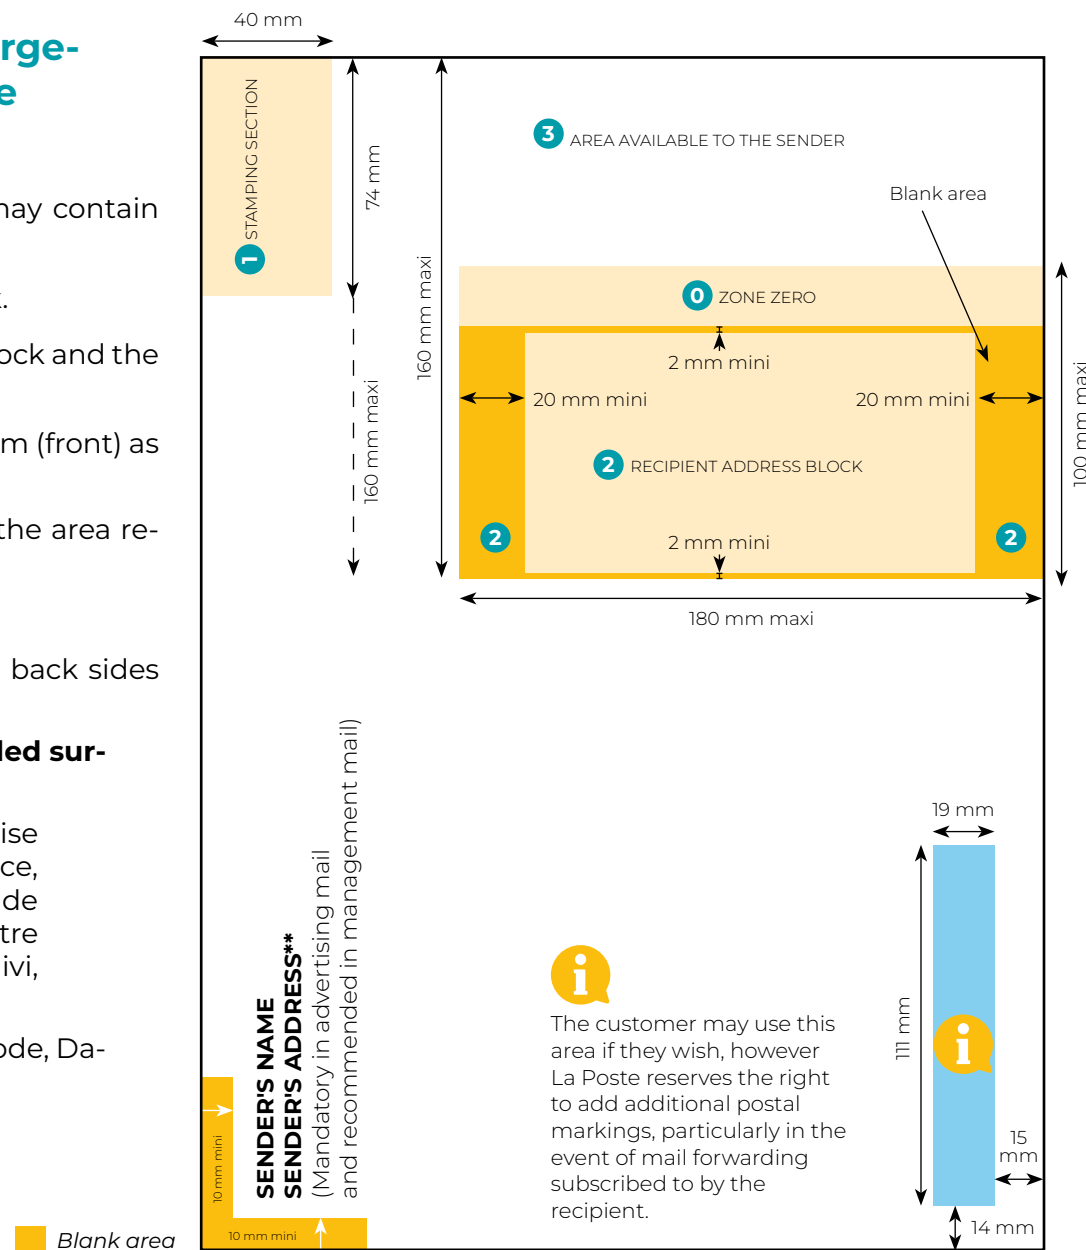 rge-
e
may contain
k.
ock and the
m (front) as
the area re-
back sides
led sur-
ise
ce,
de
tre
ivi,
ode, Da-
Blank area
40 mm
1 STAMPING SECTION
74 mm
160 mm maxi
160 mm maxi
3 AREA AVAILABLE TO THE SENDER
Blank area
0 ZONE ZERO
2 mm mini
20 mm mini
20 mm mini
2 RECIPIENT ADDRESS BLOCK
2 mm mini
2
2
100 mm maxi
180 mm maxi
SENDER'S NAME
SENDER'S ADDRESS**
(Mandatory in advertising mail
and recommended in management mail)
10 mm mini
10 mm mini
i
The customer may use this
area if they wish, however
La Poste reserves the right
to add additional postal
markings, particularly in the
event of mail forwarding
subscribed to by the
recipient.
19 mm
111 mm
i
15
mm
14 mm